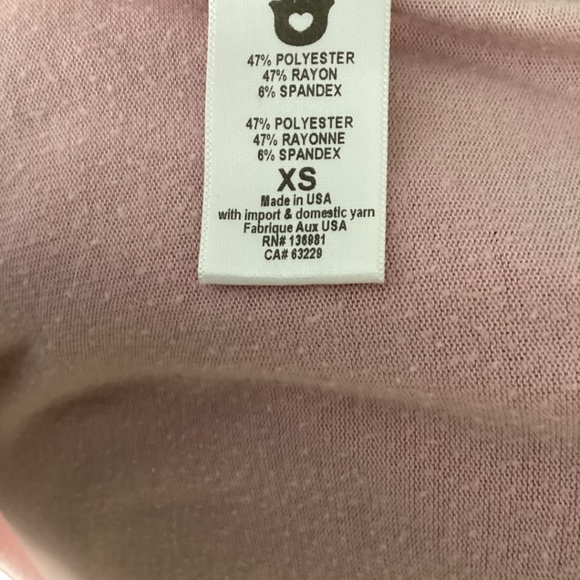 47% POLYESTER
47% RAYON
6% SPANDEX
47% POLYESTER
47% RAYONNE
6% SPANDEX
XS
Made in USA
with import & domestic yarn
Fabrique Aux USA
RN# 136981
CA# 63229